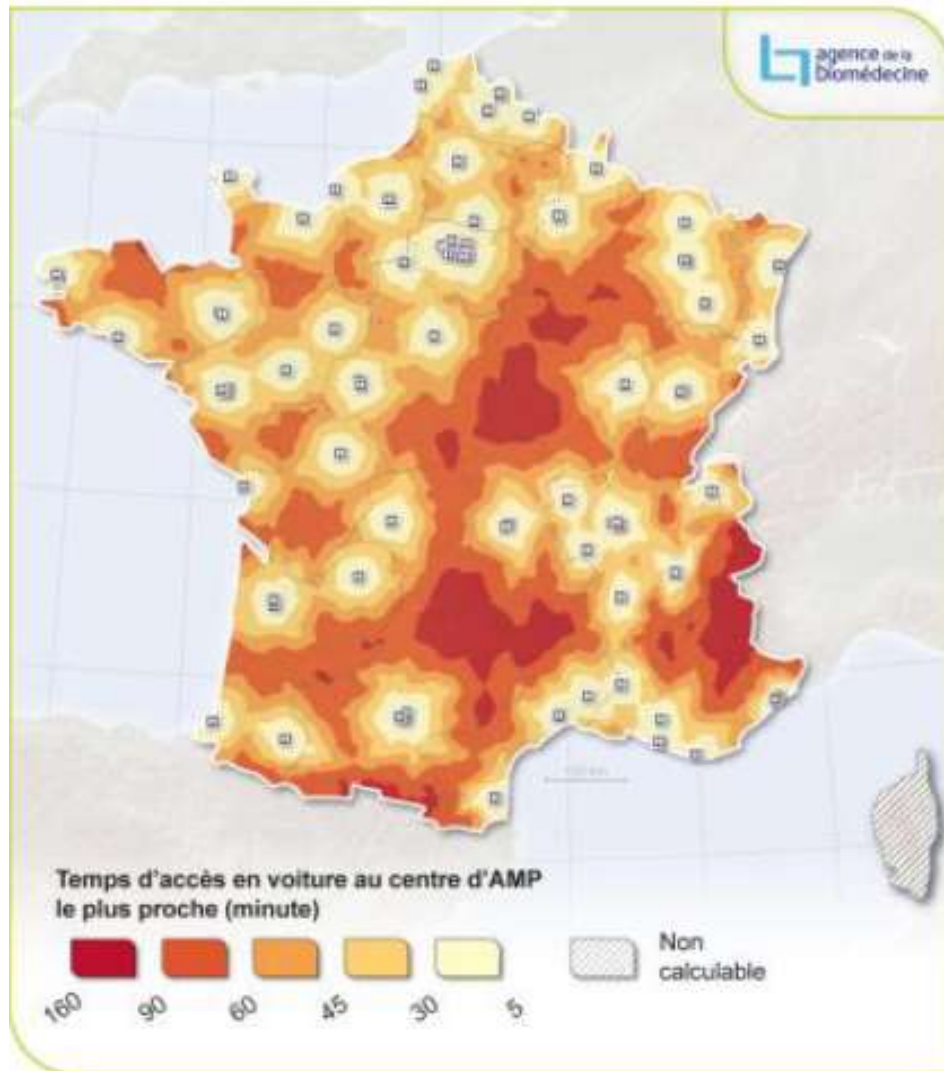 agence de la
biomédecine
Temps d'accès en voiture au centre d'AMP
le plus proche (minute)
160 90 60 45 30 5
Non
calculable